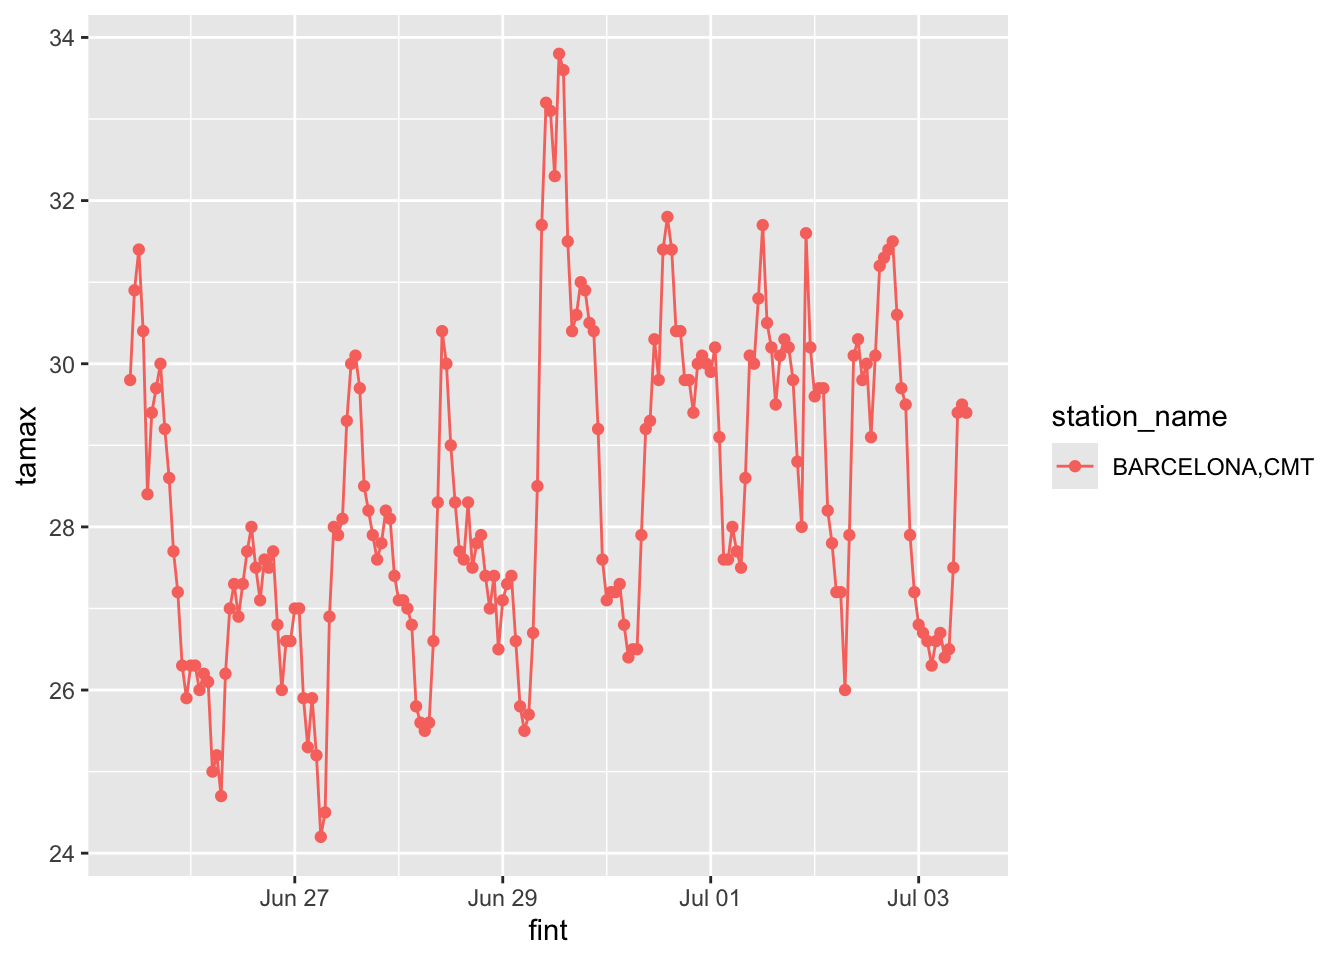 34
32
30
28
26
24
tamax
Jun 27
Jun 29
Jul 01
Jul 03
fint
station_name
BARCELONA,CMT